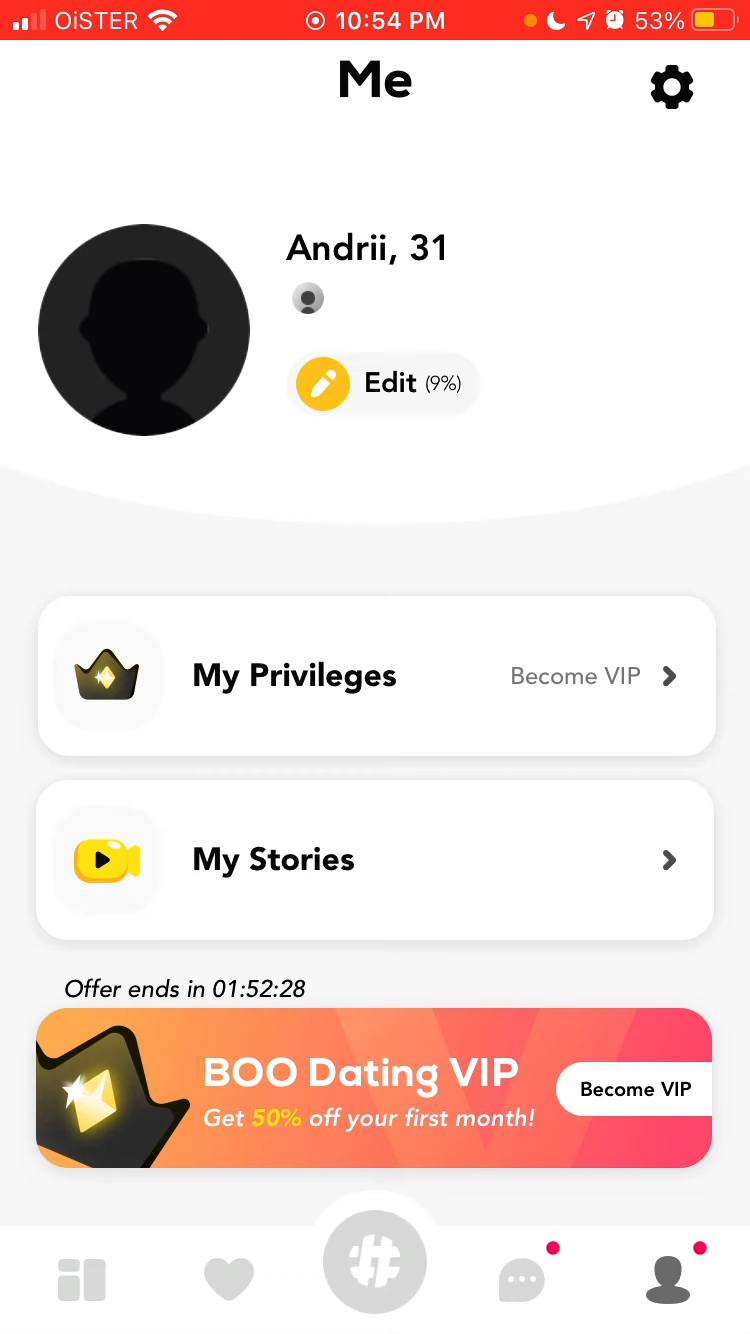 OiSTER 10:54 PM 53%
Me
Andrii, 31
Edit (9%)
My Privileges Become VIP
My Stories
Offer ends in 01:52:28
BOO Dating VIP
Get 50% off your first month!
Become VIP
#